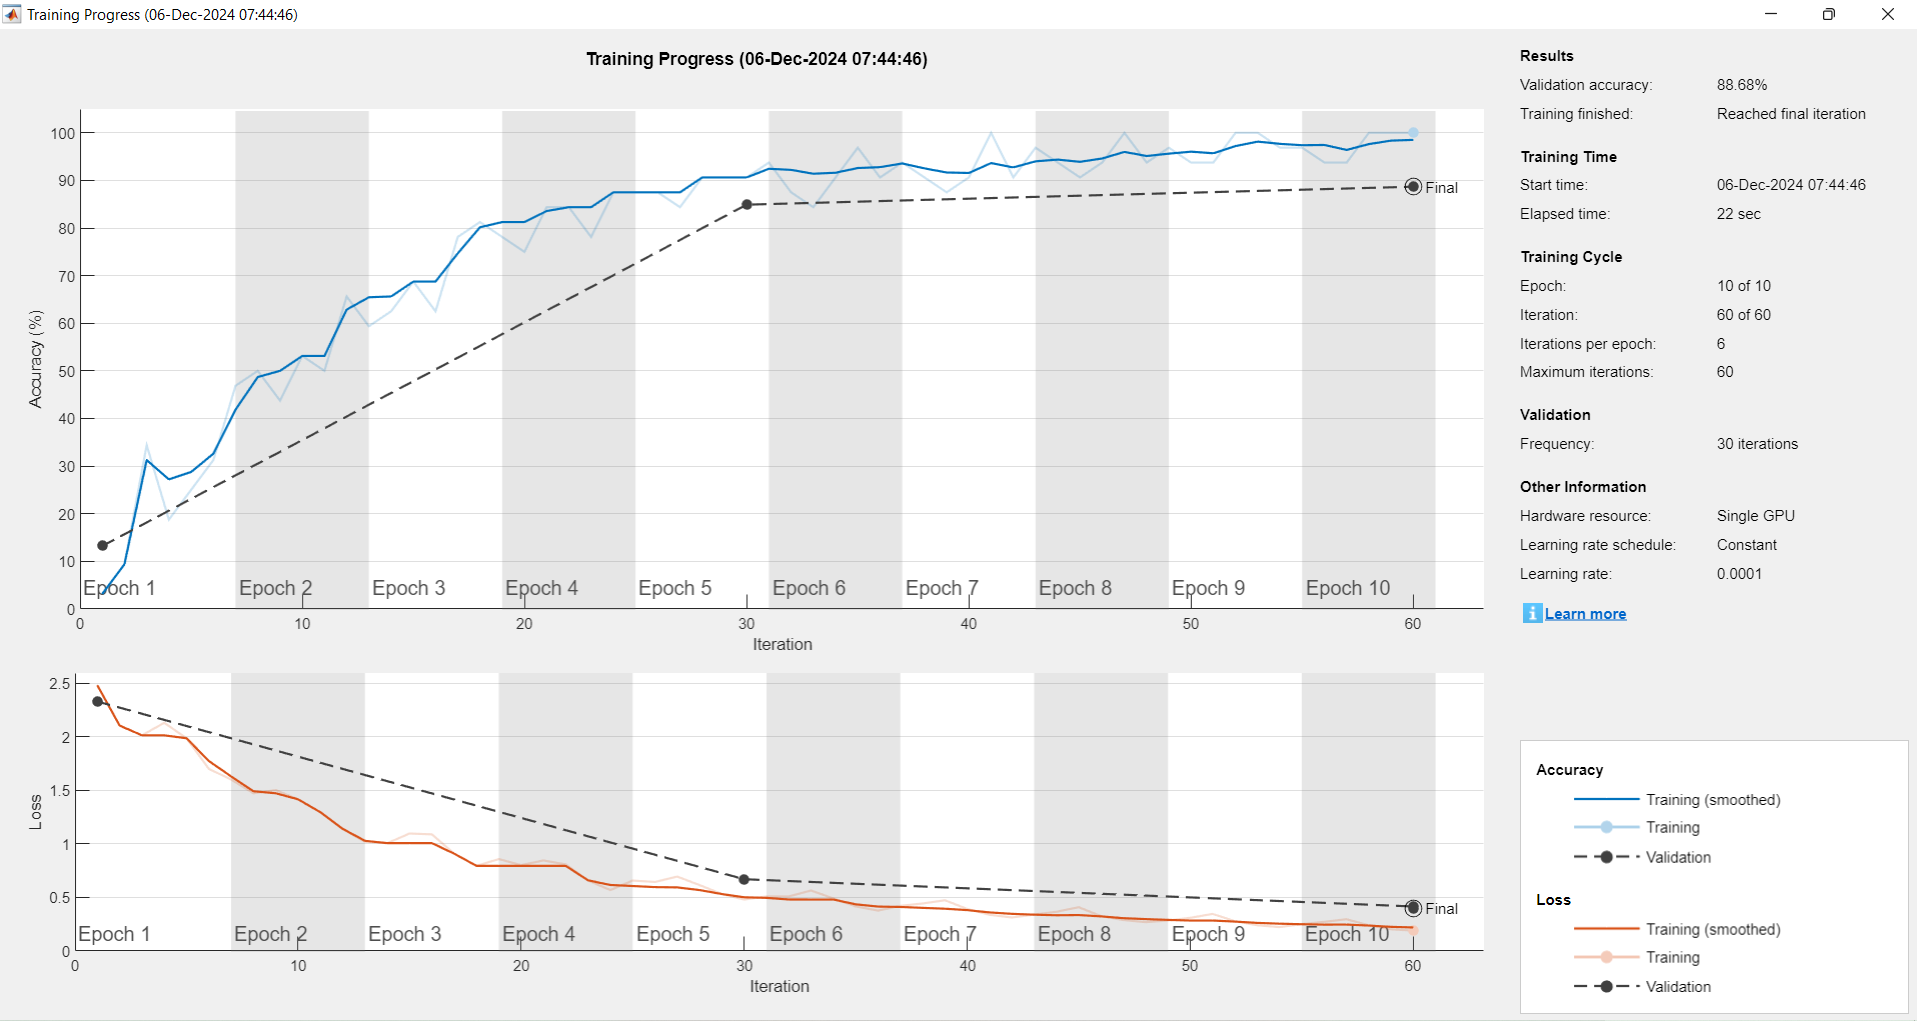 Training Progress (06-Dec-2024 07:44:46)
Training Progress (06-Dec-2024 07:44:46)
Accuracy (%)
100
90
80
70
60
50
40
30
20
10
0
Epoch 1 Epoch 2 Epoch 3 Epoch 4 Epoch 5 Epoch 6 Epoch 7 Epoch 8 Epoch 9 Epoch 10
Final
0 10 20 30 40 50 60
Iteration
Loss
2.5
2
1.5
1
0.5
0
Epoch 1 Epoch 2 Epoch 3 Epoch 4 Epoch 5 Epoch 6 Epoch 7 Epoch 8 Epoch 9 Epoch 10
Final
0 10 20 30 40 50 60
Iteration
Results
Validation accuracy: 88.68%
Training finished: Reached final iteration
Training Time
Start time: 06-Dec-2024 07:44:46
Elapsed time: 22 sec
Training Cycle
Epoch: 10 of 10
Iteration: 60 of 60
Iterations per epoch: 6
Maximum iterations: 60
Validation
Frequency: 30 iterations
Other Information
Hardware resource: Single GPU
Learning rate schedule: Constant
Learning rate: 0.0001
i Learn more
Accuracy
Training (smoothed)
Training
Validation
Loss
Training (smoothed)
Training
Validation